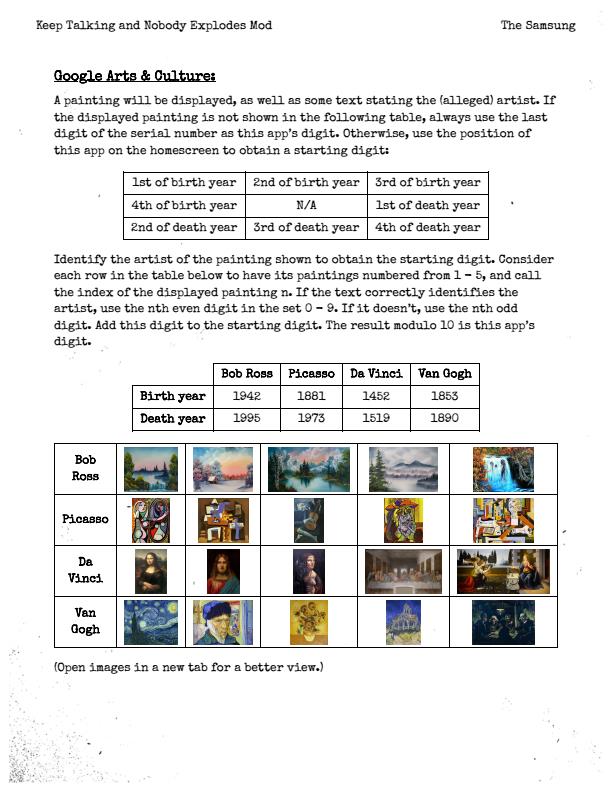 Keep Talking and Nobody Explodes Mod The Samsung
Google Arts & Culture:
A painting will be displayed, as well as some text stating the (alleged) artist. If
the displayed painting is not shown in the following table, always use the last
digit of the serial number as this app's digit. Otherwise, use the position of
this app on the homescreen to obtain a starting digit:
1st of birth year 2nd of birth year 3rd of birth year
4th of birth year N/A 1st of death year
2nd of death year 3rd of death year 4th of death year
Identify the artist of the painting shown to obtain the starting digit. Consider
each row in the table below to have its paintings numbered from 1 - 5, and call
the index of the displayed painting n. If the text correctly identifies the
artist, use the nth even digit in the set 0 - 9. If it doesn't, use the nth odd
digit. Add this digit to the starting digit. The result modulo 10 is this app's
digit.
Bob Ross Picasso Da Vinci Van Gogh
Birth year 1942 1881 1452 1853
Death year 1995 1973 1519 1890
Bob
Ross
Picasso
Da
Vinci
Van
Gogh
(Open images in a new tab for a better view.)